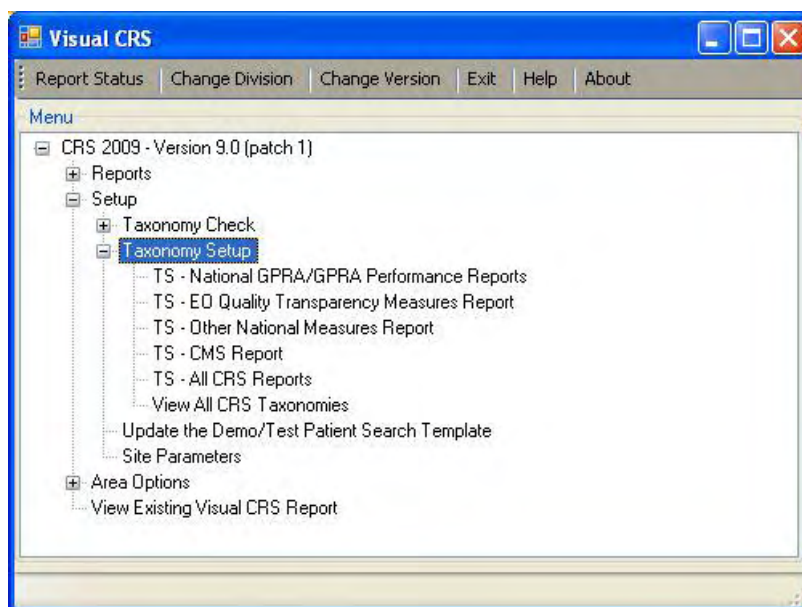 Visual CRS
Report Status Change Division Change Version Exit Help About
Menu
CRS 2009 - Version 9.0 (patch 1)
Reports
Setup
Taxonomy Check
Taxonomy Setup
TS - National GPRA/GPRA Performance Reports
TS - EO Quality Transparency Measures Report
TS - Other National Measures Report
TS - CMS Report
TS - All CRS Reports
View All CRS Taxonomies
Update the Demo/Test Patient Search Template
Site Parameters
Area Options
View Existing Visual CRS Report